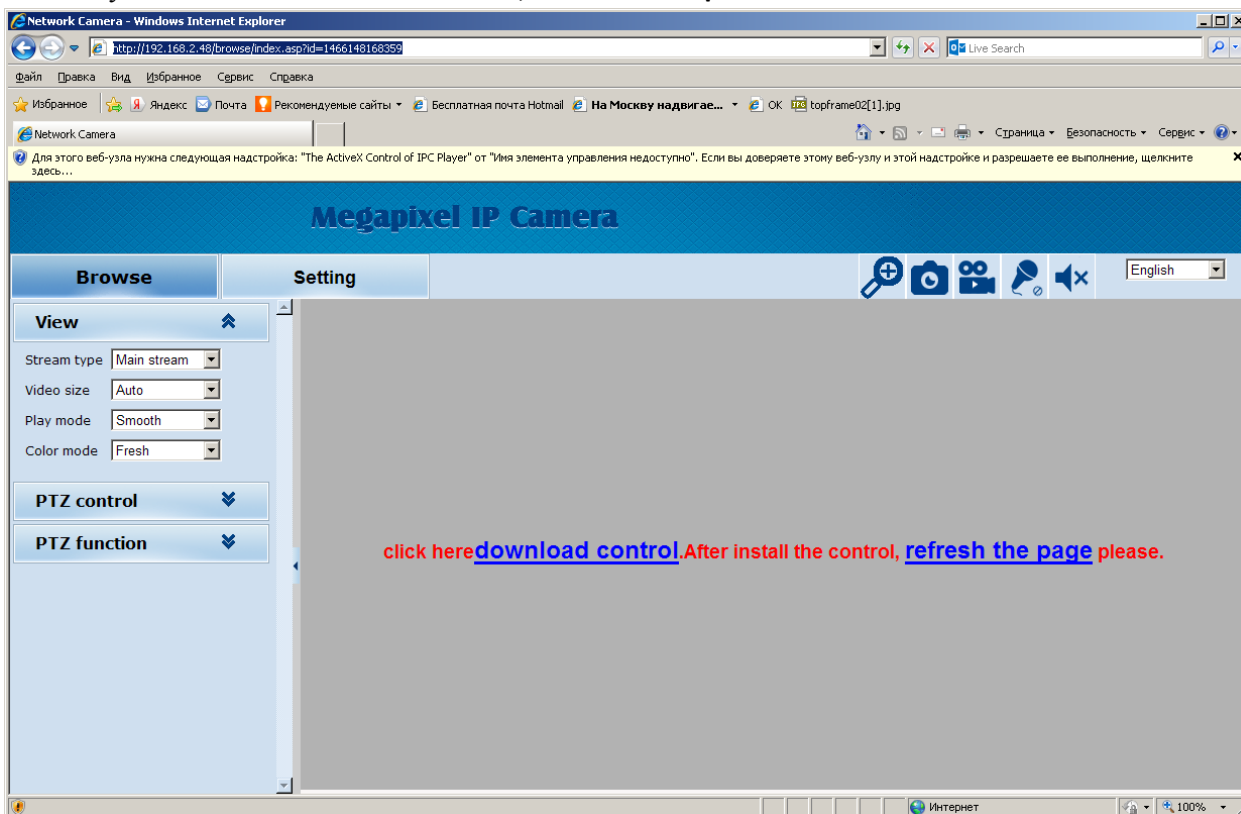 Network Camera - Windows Internet Explorer
http://192.168.2.48/browse/index.asp?id=1466148168359
Live Search
Файл Правка Вид Избранное Сервис Справка
Избранное Яндекс Почта Рекомендуемые сайты Бесплатная почта Hotmail На Москву надвигае... OK topframe02[1].jpg
Network Camera
Страница Безопасность Сервис
Для этого веб-узла нужна следующая надстройка: "The ActiveX Control of IPC Player" от "Имя элемента управления недоступно". Если вы доверяете этому веб-узлу и этой надстройке и разрешаете ее выполнение, щелкните
здесь...
Megapixel IP Camera
Browse Setting
English
View
Stream type Main stream
Video size Auto
Play mode Smooth
Color mode Fresh
PTZ control
PTZ function
click heredownload control.After install the control, refresh the page please.
Интернет
100%